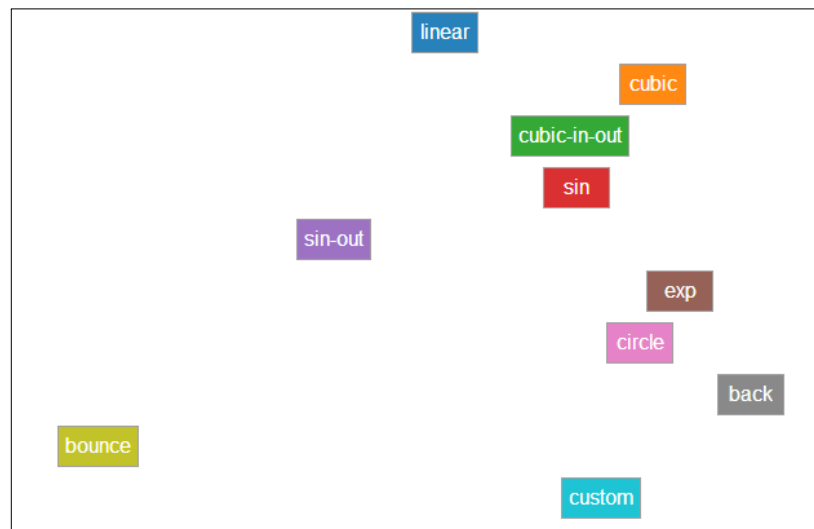 linear
cubic
cubic-in-out
sin
sin-out
exp
circle
back
bounce
custom